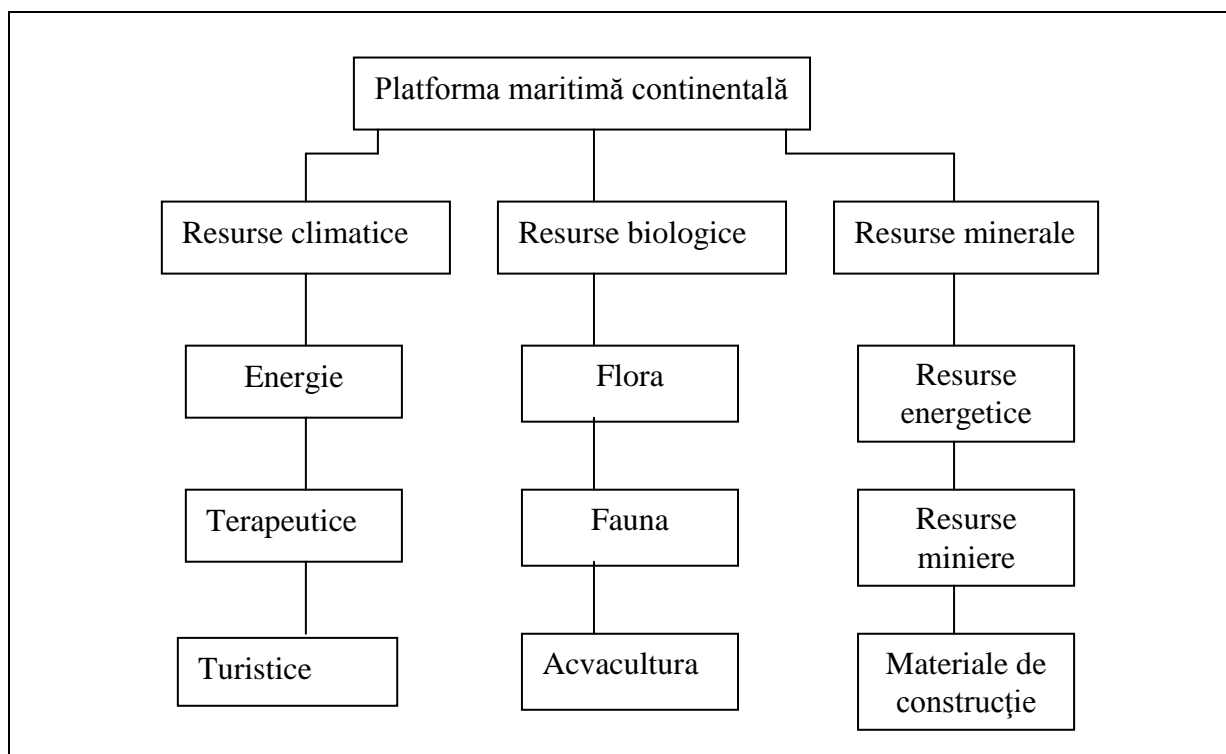 Platforma maritimă continentală
Resurse climatice
Resurse biologice
Resurse minerale
Energie
Flora
Resurse
energetice
Terapeutice
Fauna
Resurse
miniere
Turistice
Acvacultura
Materiale de
construcţie